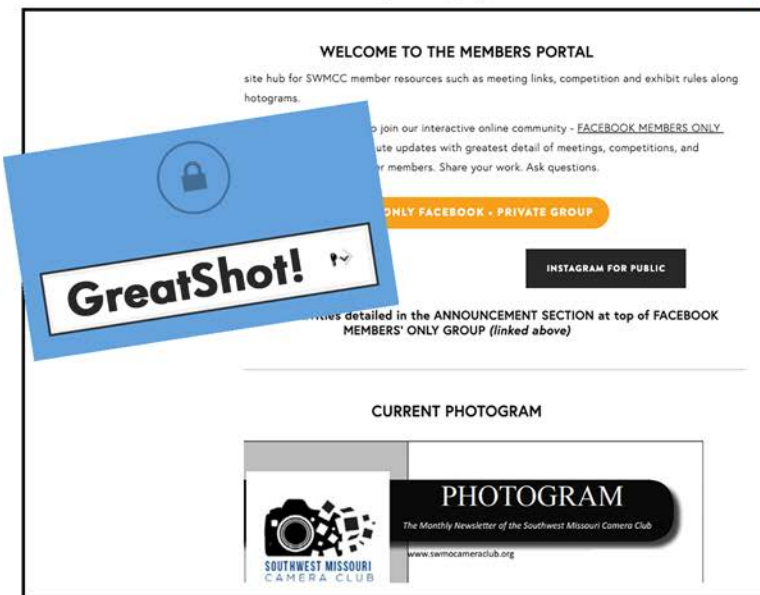 WELCOME TO THE MEMBERS PORTAL
site hub for SWMCC member resources such as meeting links, competition and exhibit rules along
hotograms.
o join our interactive online community - FACEBOOK MEMBERS ONLY
ute updates with greatest detail of meetings, competitions, and
r members. Share your work. Ask questions.
ONLY FACEBOOK - PRIVATE GROUP
GreatShot!
INSTAGRAM FOR PUBLIC
detailed in the ANNOUNCEMENT SECTION at top of FACEBOOK
MEMBERS' ONLY GROUP (linked above)
CURRENT PHOTOGRAM
PHOTOGRAM
The Monthly Newsletter of the Southwest Missouri Camera Club
www.swmocameraclub.org
SOUTHWEST MISSOURI
CAMERA CLUB